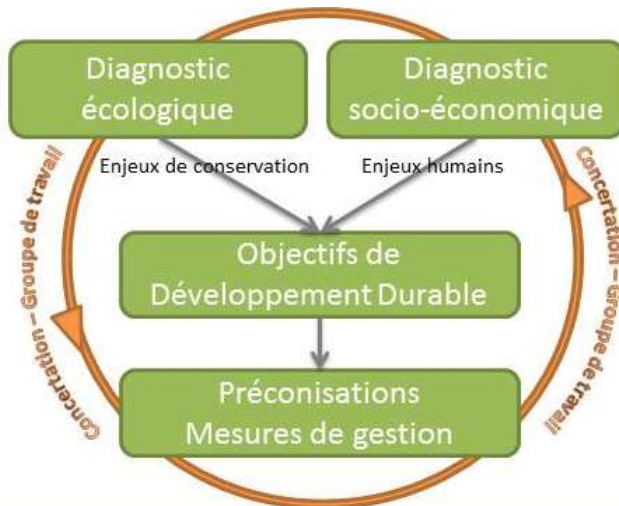 Diagnostic
écologique
Diagnostic
socio-économique
Enjeux de conservation
Enjeux humains
Concertation – Groupe de travail
Concertation – Groupe de travail
Objectifs de
Développement Durable
Préconisations
Mesures de gestion